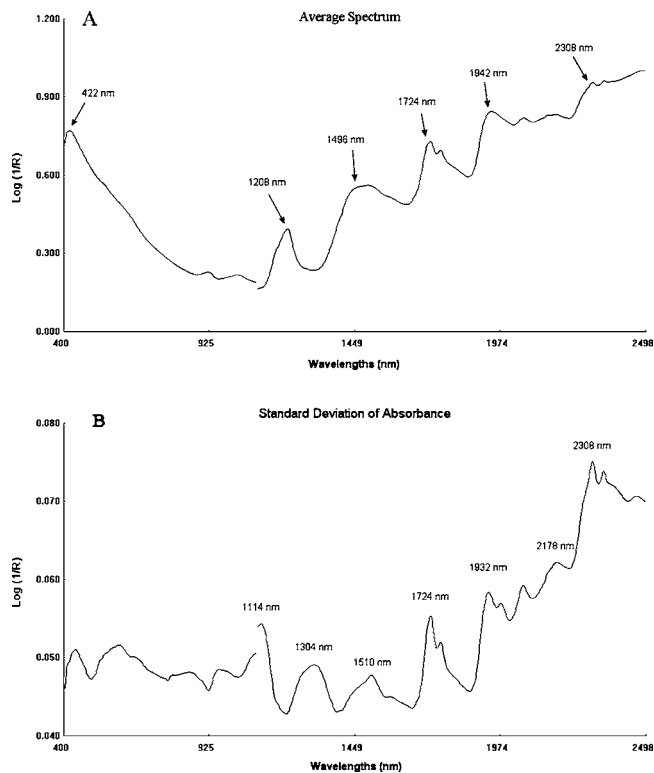 A
Average Spectrum
1.200
0.900
0.600
0.300
0.000
Log (1/R)
422 nm
1208 nm
1496 nm
1724 nm
1942 nm
2308 nm
400
925
1449
1974
2498
Wavelengths (nm)
B
Standard Deviation of Absorbance
0.080
0.070
0.060
0.050
0.040
Log (1/R)
1114 nm
1304 nm
1510 nm
1724 nm
1932 nm
2178 nm
2308 nm
400
925
1449
1974
2498
Wavelengths (nm)